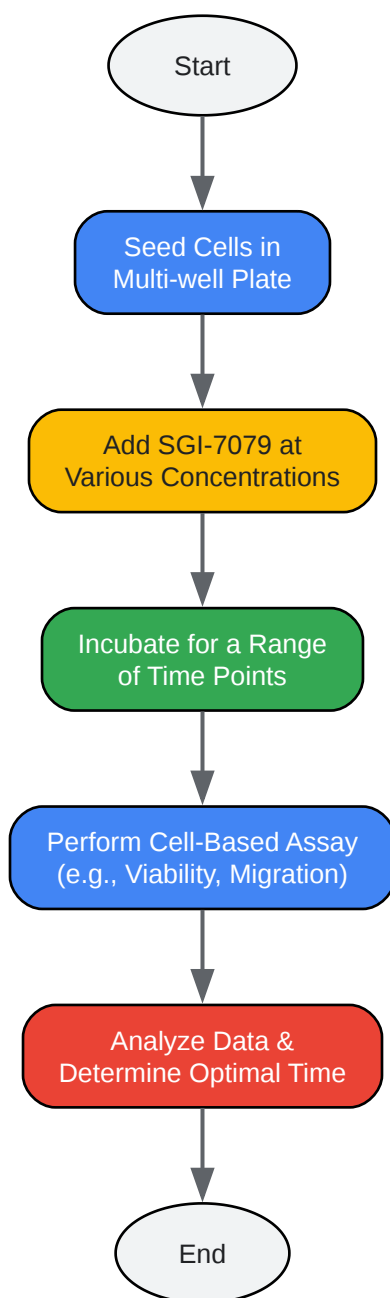 Start
Seed Cells in
Multi-well Plate
Add SGI-7079 at
Various Concentrations
Incubate for a Range
of Time Points
Perform Cell-Based Assay
(e.g., Viability, Migration)
Analyze Data &
Determine Optimal Time
End